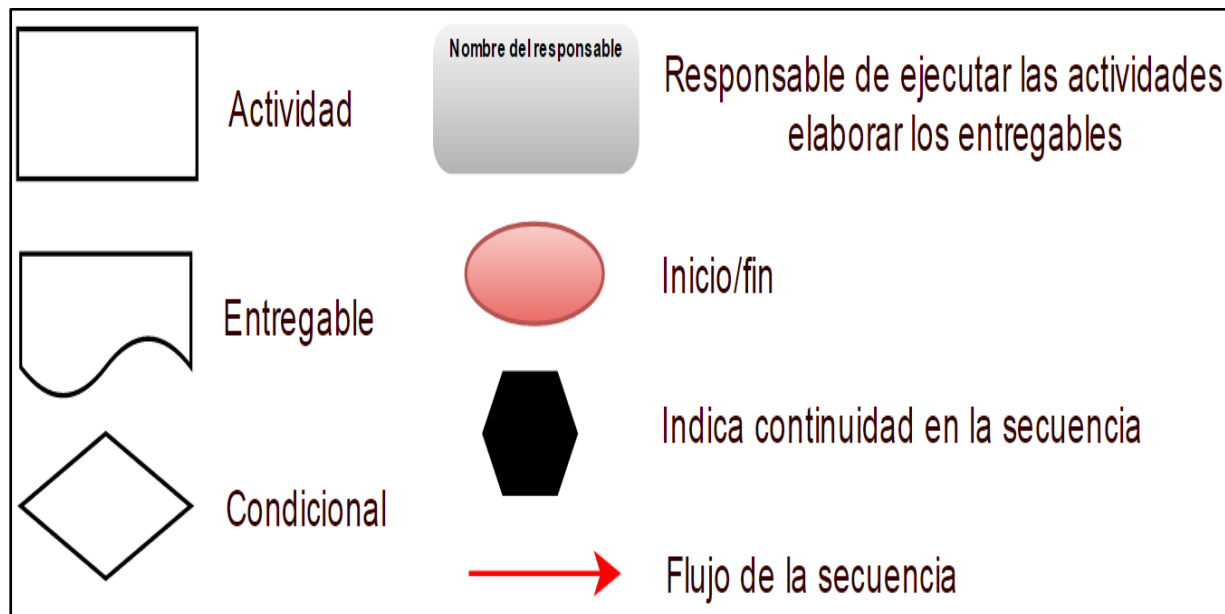 Actividad
Entregable
Condicional
Nombre del responsable
Responsable de ejecutar las actividades
elaborar los entregables
Inicio/fin
Indica continuidad en la secuencia
Flujo de la secuencia